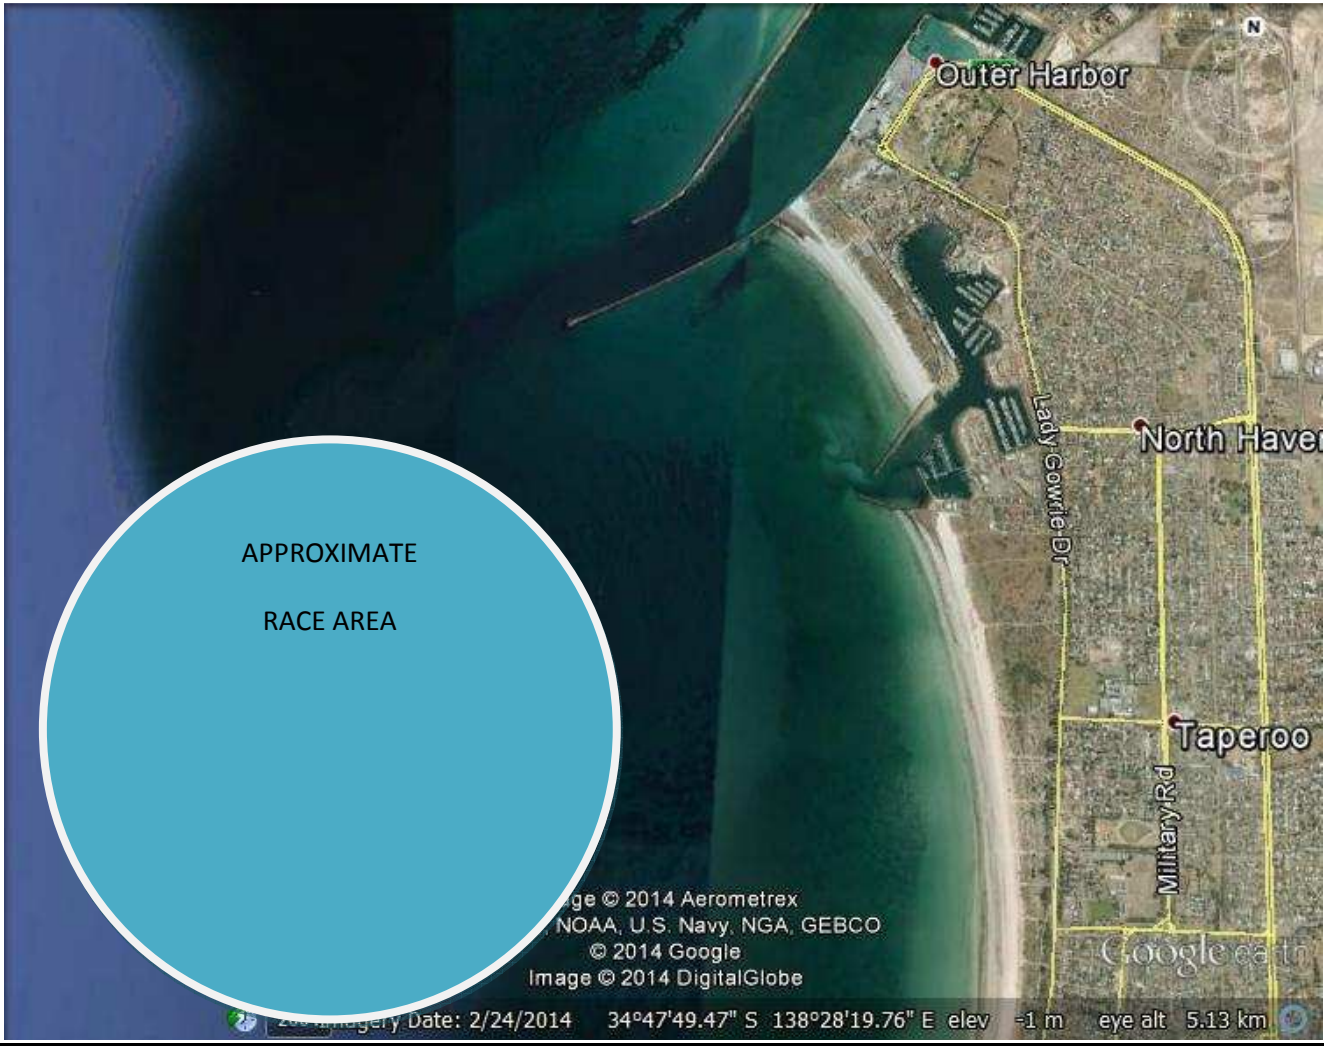 N
Outer Harbor
Lady Gowrie Dr
North Haven
APPROXIMATE
RACE AREA
Taperoo
Military Rd
ge © 2014 Aerometrex
NOAA, U.S. Navy, NGA, GEBCO
© 2014 Google
Image © 2014 DigitalGlobe
Google earth
Imagery Date: 2/24/2014 34°47'49.47" S 138°28'19.76" E elev -1 m eye alt 5.13 km